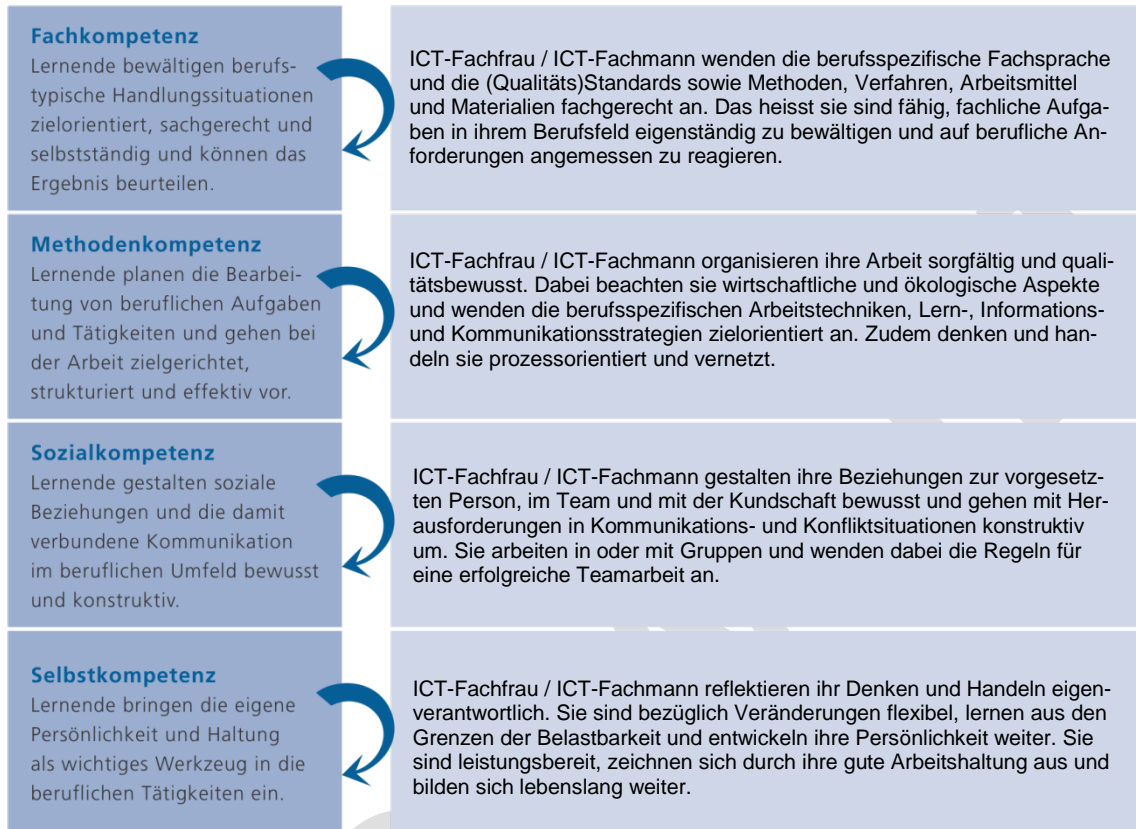 Fachkompetenz
Lernende bewältigen berufs-
typische Handlungssituationen
zielorientiert, sachgerecht und
selbstständig und können das
Ergebnis beurteilen.
ICT-Fachfrau / ICT-Fachmann wenden die berufsspezifische Fachsprache
und die (Qualitäts)Standards sowie Methoden, Verfahren, Arbeitsmittel
und Materialien fachgerecht an. Das heisst sie sind fähig, fachliche Aufga-
ben in ihrem Berufsfeld eigenständig zu bewältigen und auf berufliche An-
forderungen angemessen zu reagieren.
Methodenkompetenz
Lernende planen die Bearbei-
tung von beruflichen Aufgaben
und Tätigkeiten und gehen bei
der Arbeit zielgerichtet,
strukturiert und effektiv vor.
ICT-Fachfrau / ICT-Fachmann organisieren ihre Arbeit sorgfältig und quali-
tätsbewusst. Dabei beachten sie wirtschaftliche und ökologische Aspekte
und wenden die berufsspezifischen Arbeitstechniken, Lern-, Informations-
und Kommunikationsstrategien zielorientiert an. Zudem denken und han-
deln sie prozessorientiert und vernetzt.
Sozialkompetenz
Lernende gestalten soziale
Beziehungen und die damit
verbundene Kommunikation
im beruflichen Umfeld bewusst
und konstruktiv.
ICT-Fachfrau / ICT-Fachmann gestalten ihre Beziehungen zur vorgesetz-
ten Person, im Team und mit der Kundschaft bewusst und gehen mit Her-
ausforderungen in Kommunikations- und Konfliktsituationen konstruktiv
um. Sie arbeiten in oder mit Gruppen und wenden dabei die Regeln für
eine erfolgreiche Teamarbeit an.
Selbstkompetenz
Lernende bringen die eigene
Persönlichkeit und Haltung
als wichtiges Werkzeug in die
beruflichen Tätigkeiten ein.
ICT-Fachfrau / ICT-Fachmann reflektieren ihr Denken und Handeln eigen-
verantwortlich. Sie sind bezüglich Veränderungen flexibel, lernen aus den
Grenzen der Belastbarkeit und entwickeln ihre Persönlichkeit weiter. Sie
sind leistungsbereit, zeichnen sich durch ihre gute Arbeitshaltung aus und
bilden sich lebenslang weiter.